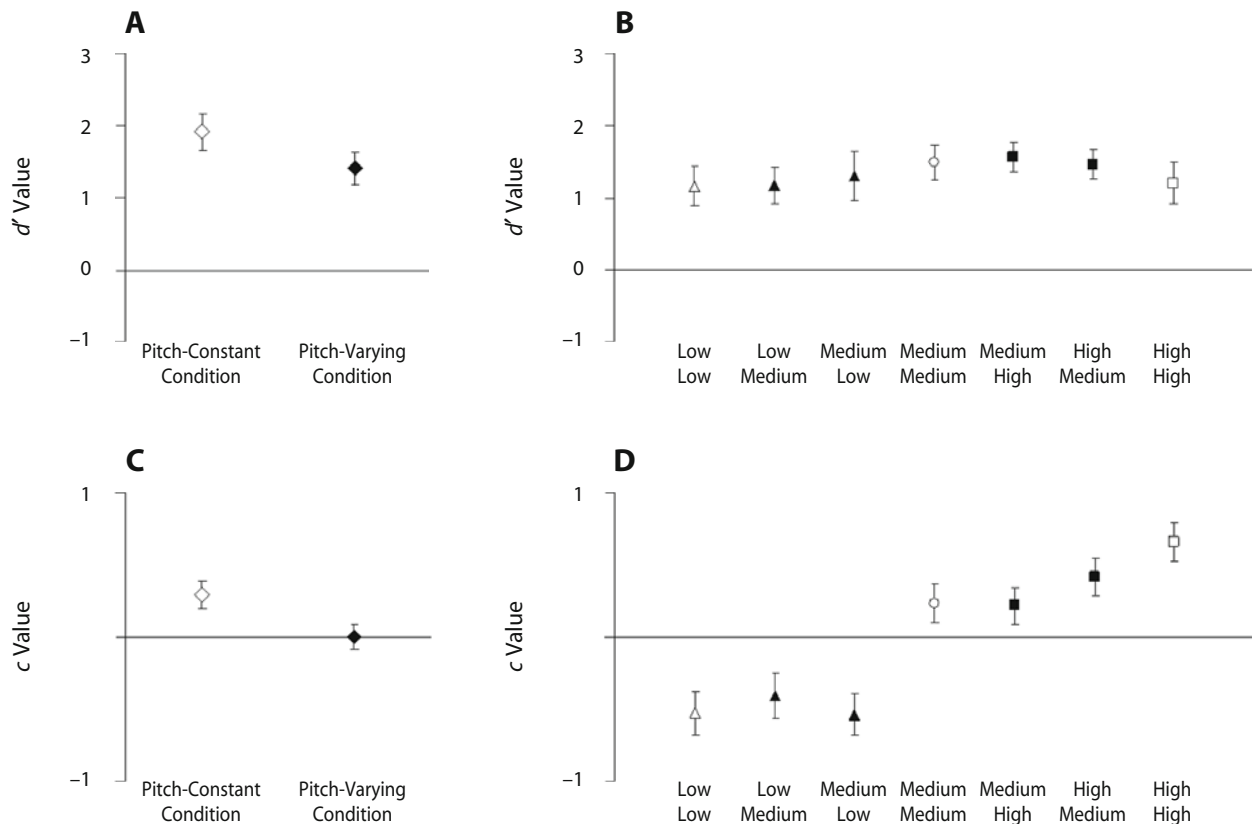 A
3
2
1
0
–1
d′ Value
Pitch-Constant
Condition
Pitch-Varying
Condition
B
3
2
1
0
–1
d′ Value
Low
Low
Low
Medium
Medium
Low
Medium
Medium
Medium
High
High
Medium
High
High
C
1
–1
c Value
Pitch-Constant
Condition
Pitch-Varying
Condition
D
1
–1
c Value
Low
Low
Low
Medium
Medium
Low
Medium
Medium
Medium
High
High
Medium
High
High